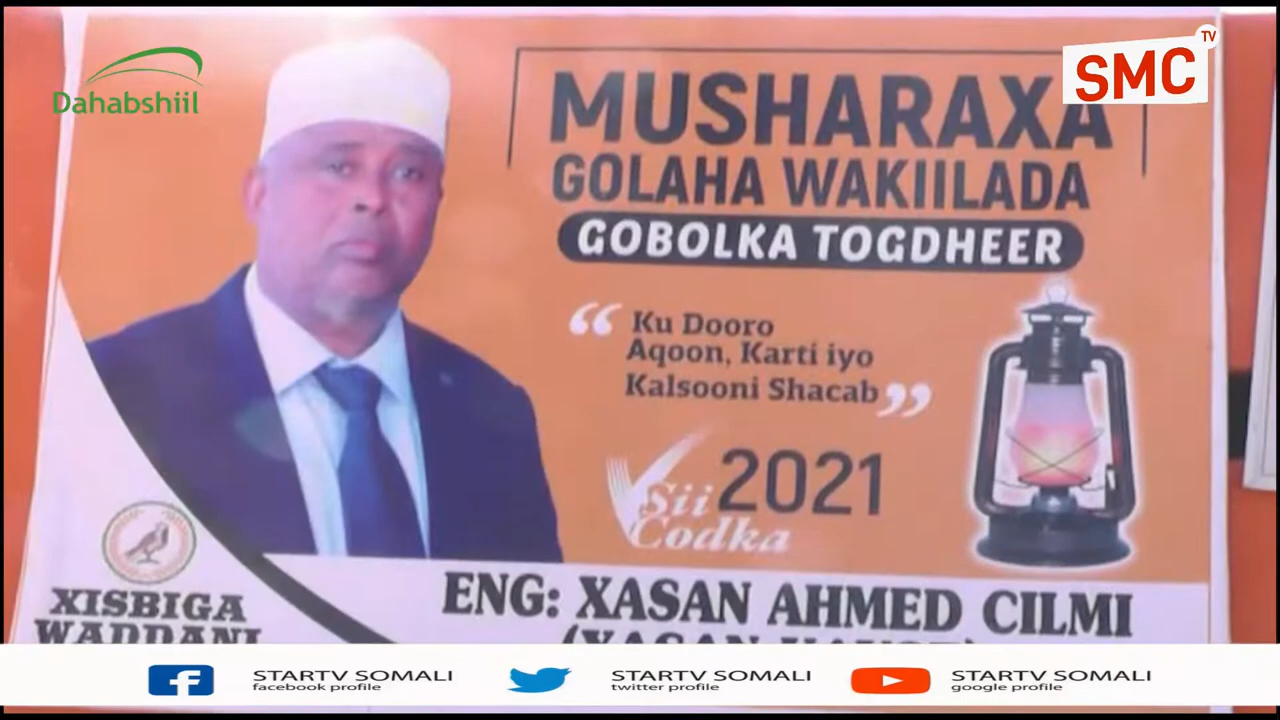 Dahabshiil
SMC TV
MUSHARAXA
GOLAHA WAKIILADA
GOBOLKA TOGDHEER
“ Ku Dooro
Aqoon, Karti iyo
Kalsooni Shacab ”
Sii Codka
2021
XISBIGA
WADDANI
ENG: XASAN AHMED CILMI
STARTV SOMALI
facebook profile
STARTV SOMALI
twitter profile
STARTV SOMALI
google profile